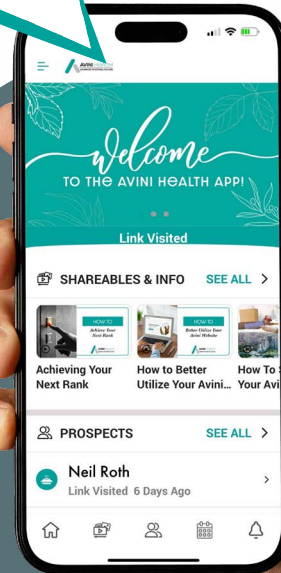 AVINI HEALTH
Welcome
TO THE AVINI HEALTH APP!
Link Visited
SHAREABLES & INFO SEE ALL >
HOW TO HOW TO
Achieve Your Next Rank
Better Utilize Your Avini Website
Achieving Your Next Rank
How to Better Utilize Your Avini...
How To
Your Avi
PROSPECTS SEE ALL >
Neil Roth
Link Visited 6 Days Ago